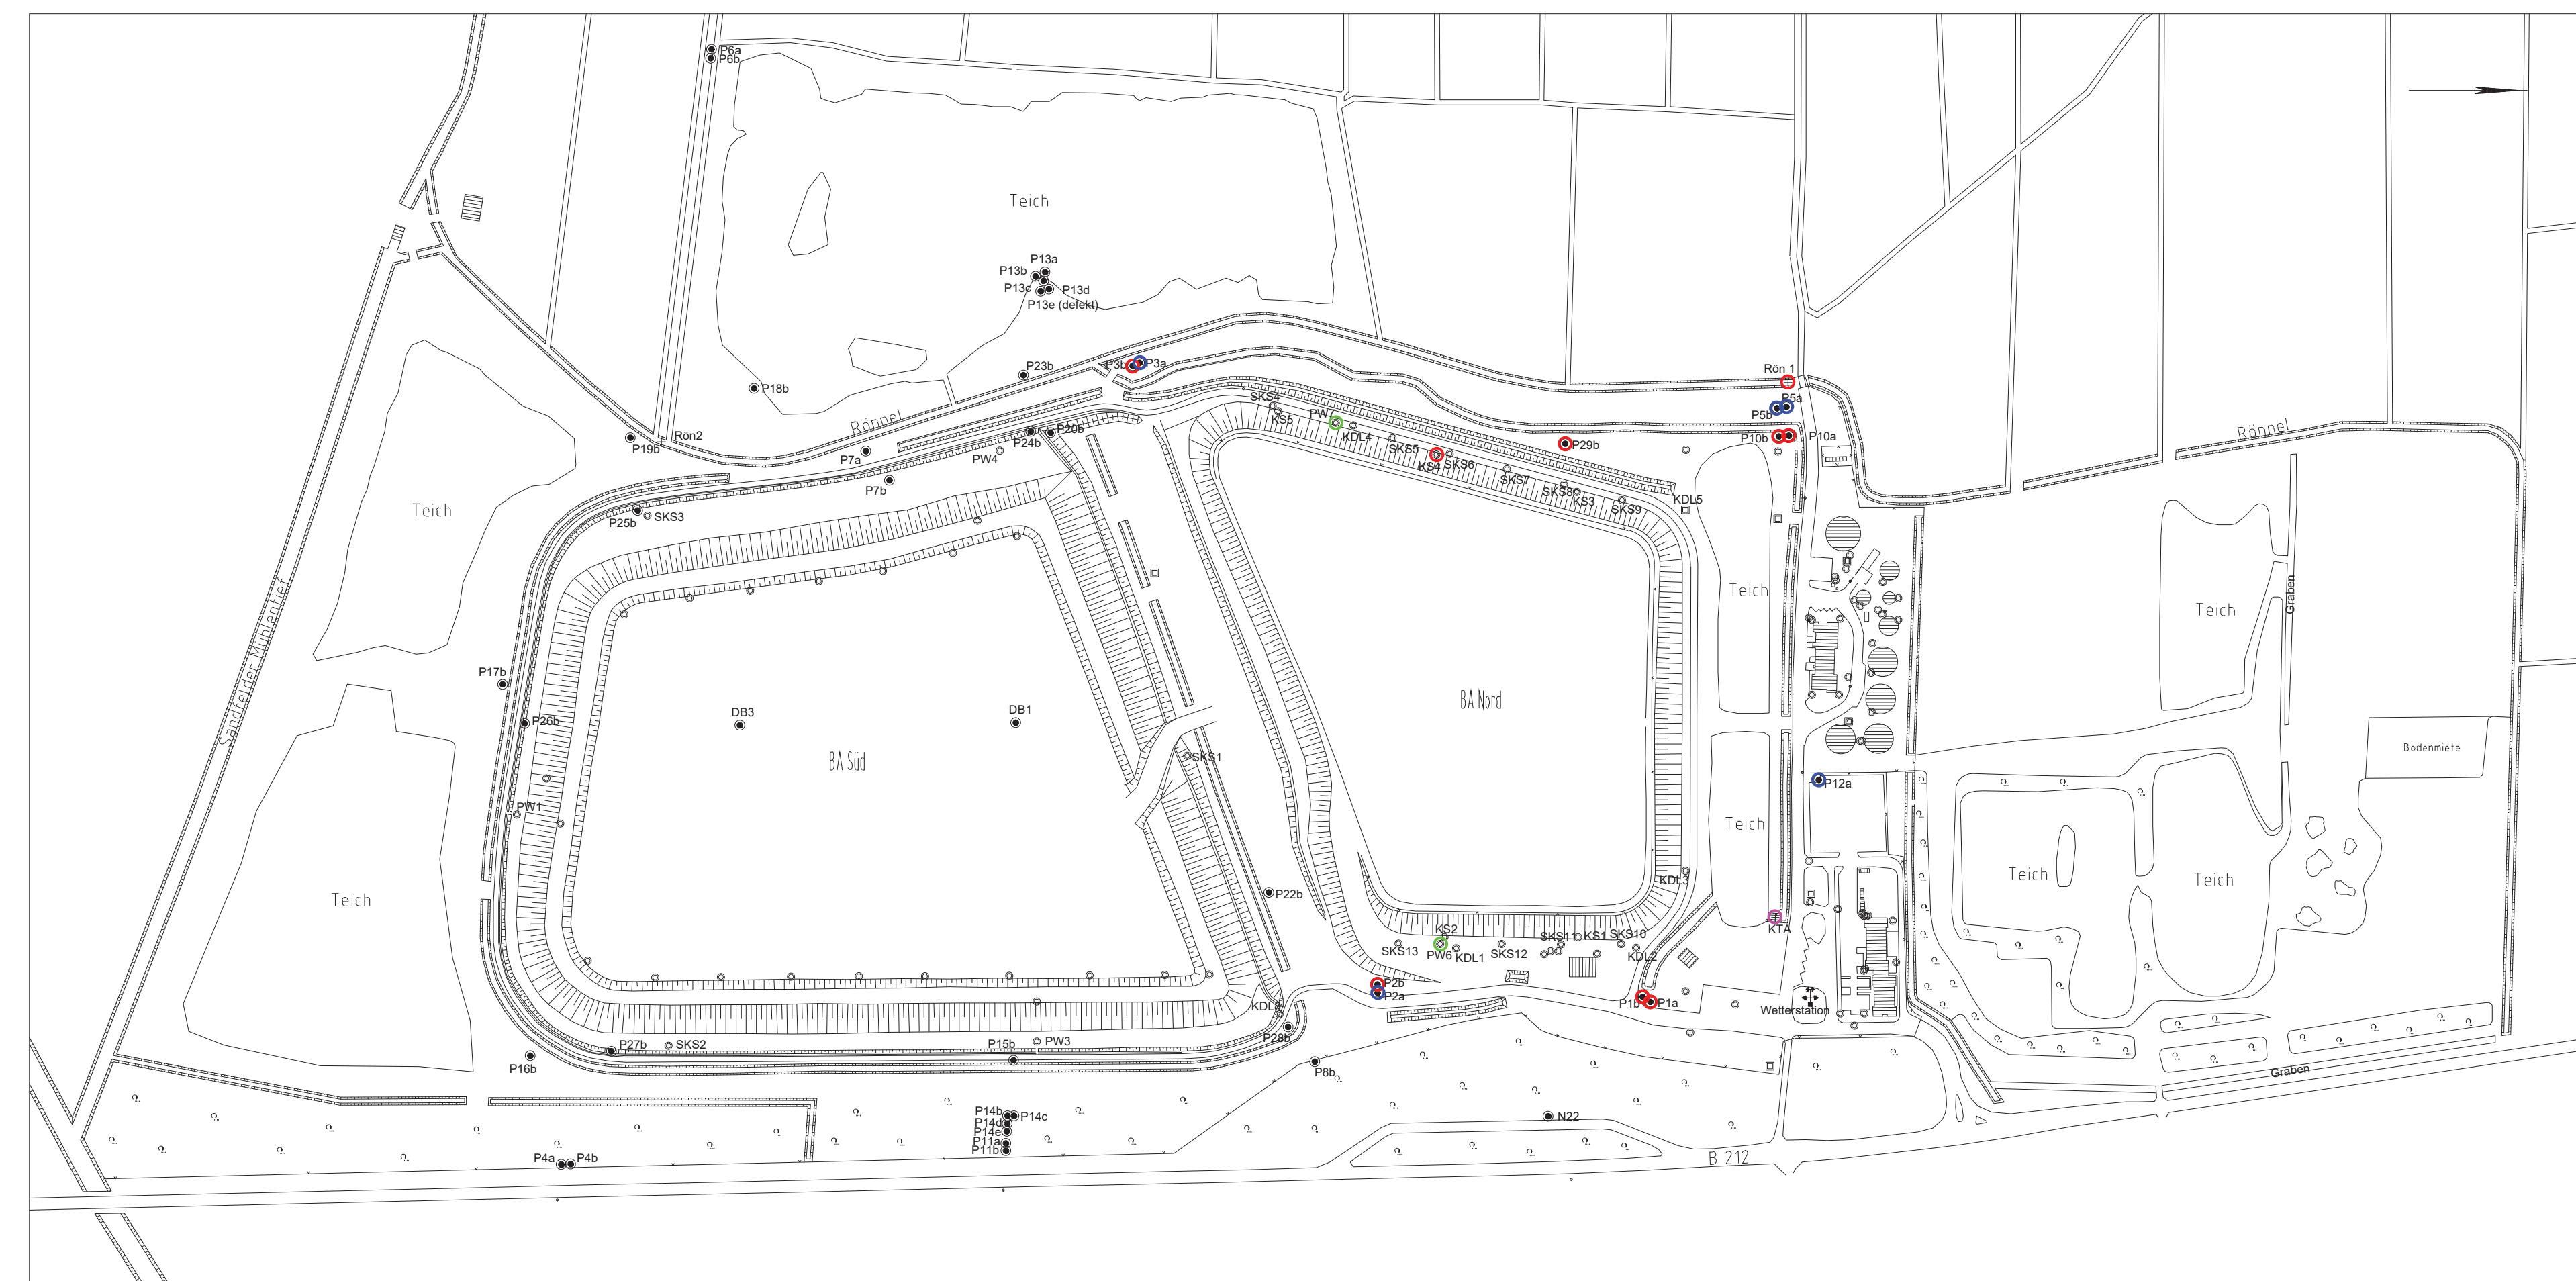 P6a
P6b
Teich
P13a
P13b
P13c
P13d
P13e (defekt)
P3b
P3a
P23b
P18b
Rönnel
Rön 1
P5a
P5b
P10b
P10a
Rönnel
Rön2
P19b
P7a
P7b
PW4
P24b
P20b
SKS4
KS5
KDL4
SKS5
KS4
SKS6
P29b
SKS7
SKS8
KS3
SKS9
KDL5
P25b
SKS3
Teich
Sandfelder Mühlentief
P17b
P26b
DB3
DB1
BA Süd
BA Nord
SKS1
PW1
Teich
Teich
Teich
Teich
Graben
Bodenmiete
P12a
Teich
Teich
P22b
KDL3
KTA
KS2
SKS13
PW6
KDL1
SKS12
SKS11
KS1
SKS10
KDL2
P2b
P2a
P1b
P1a
Wetterstation
P28b
P27b
SKS2
P15b
PW3
P16b
P8b
P14b
P14c
P14d
P14e
P11a
P11b
P4a
P4b
N22
B 212
Graben